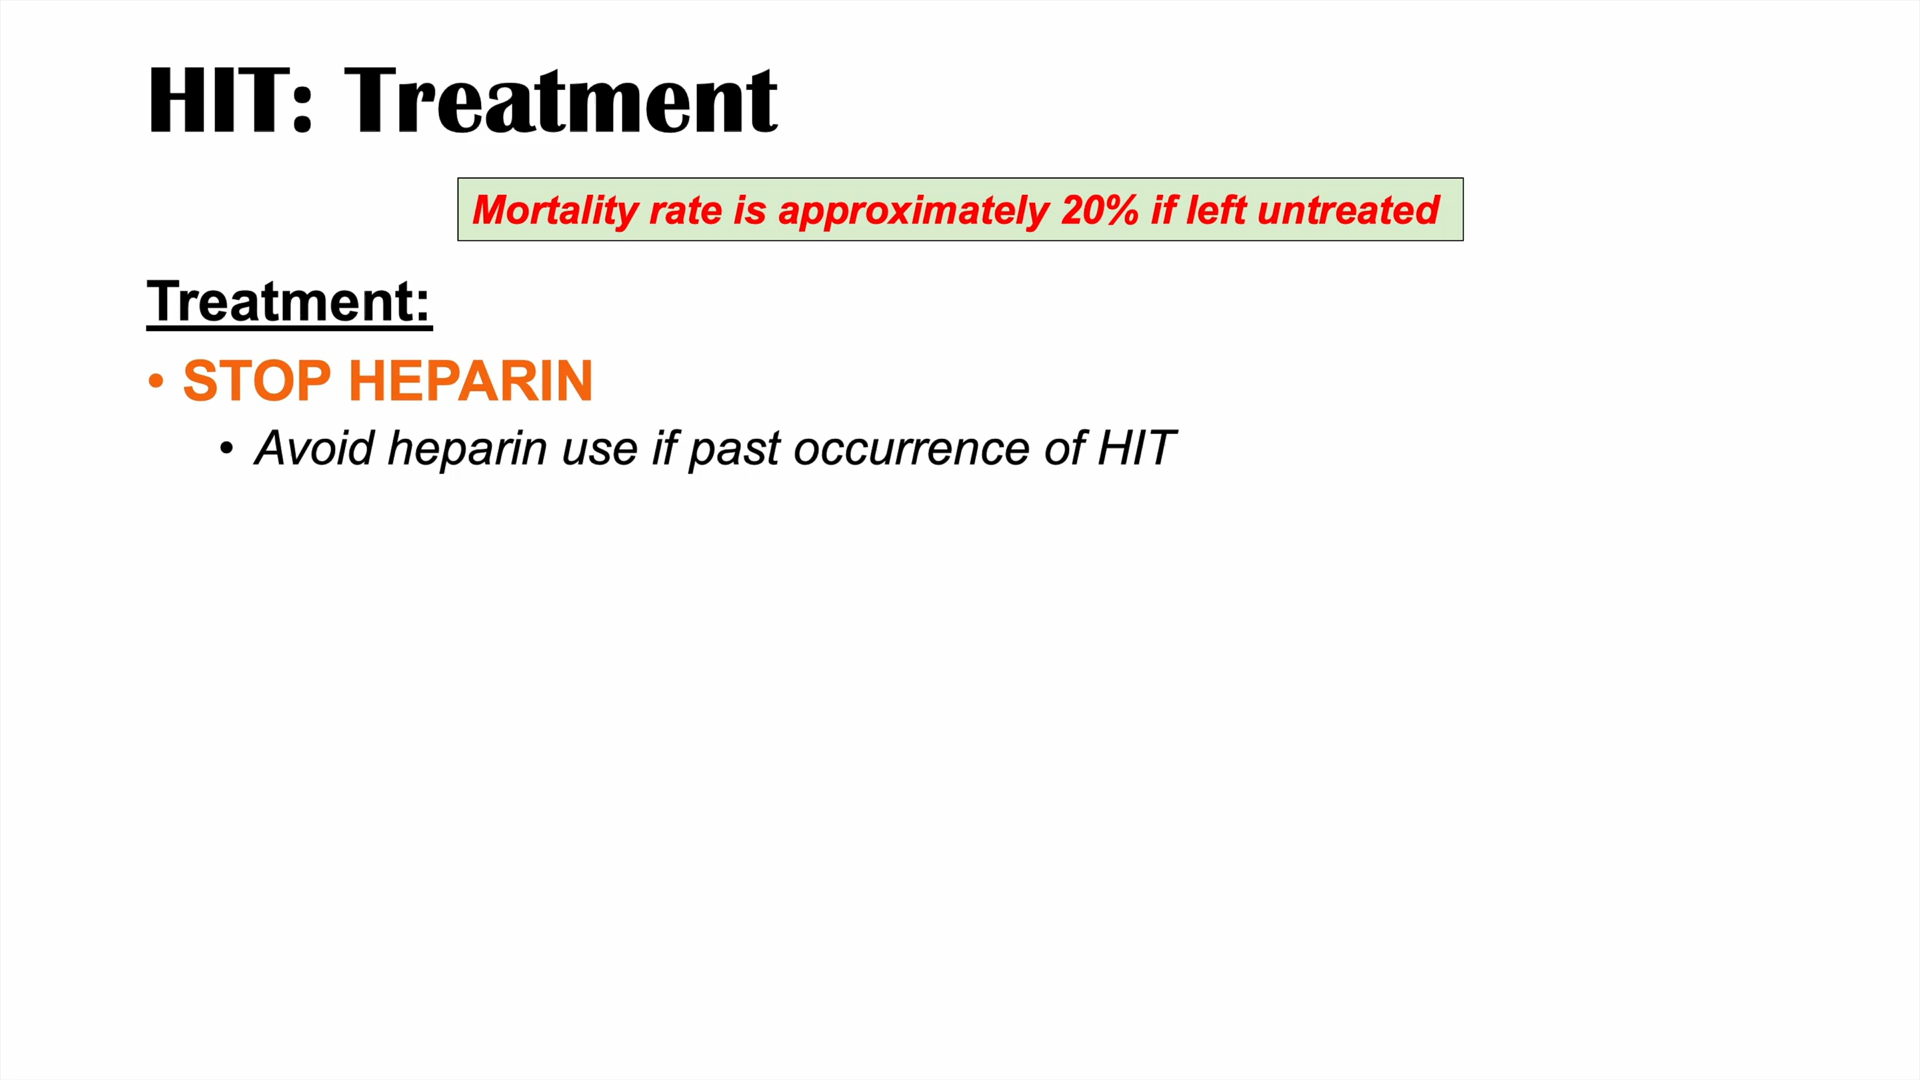 HIT: Treatment
Mortality rate is approximately 20% if left untreated
Treatment:
• STOP HEPARIN
• Avoid heparin use if past occurrence of HIT